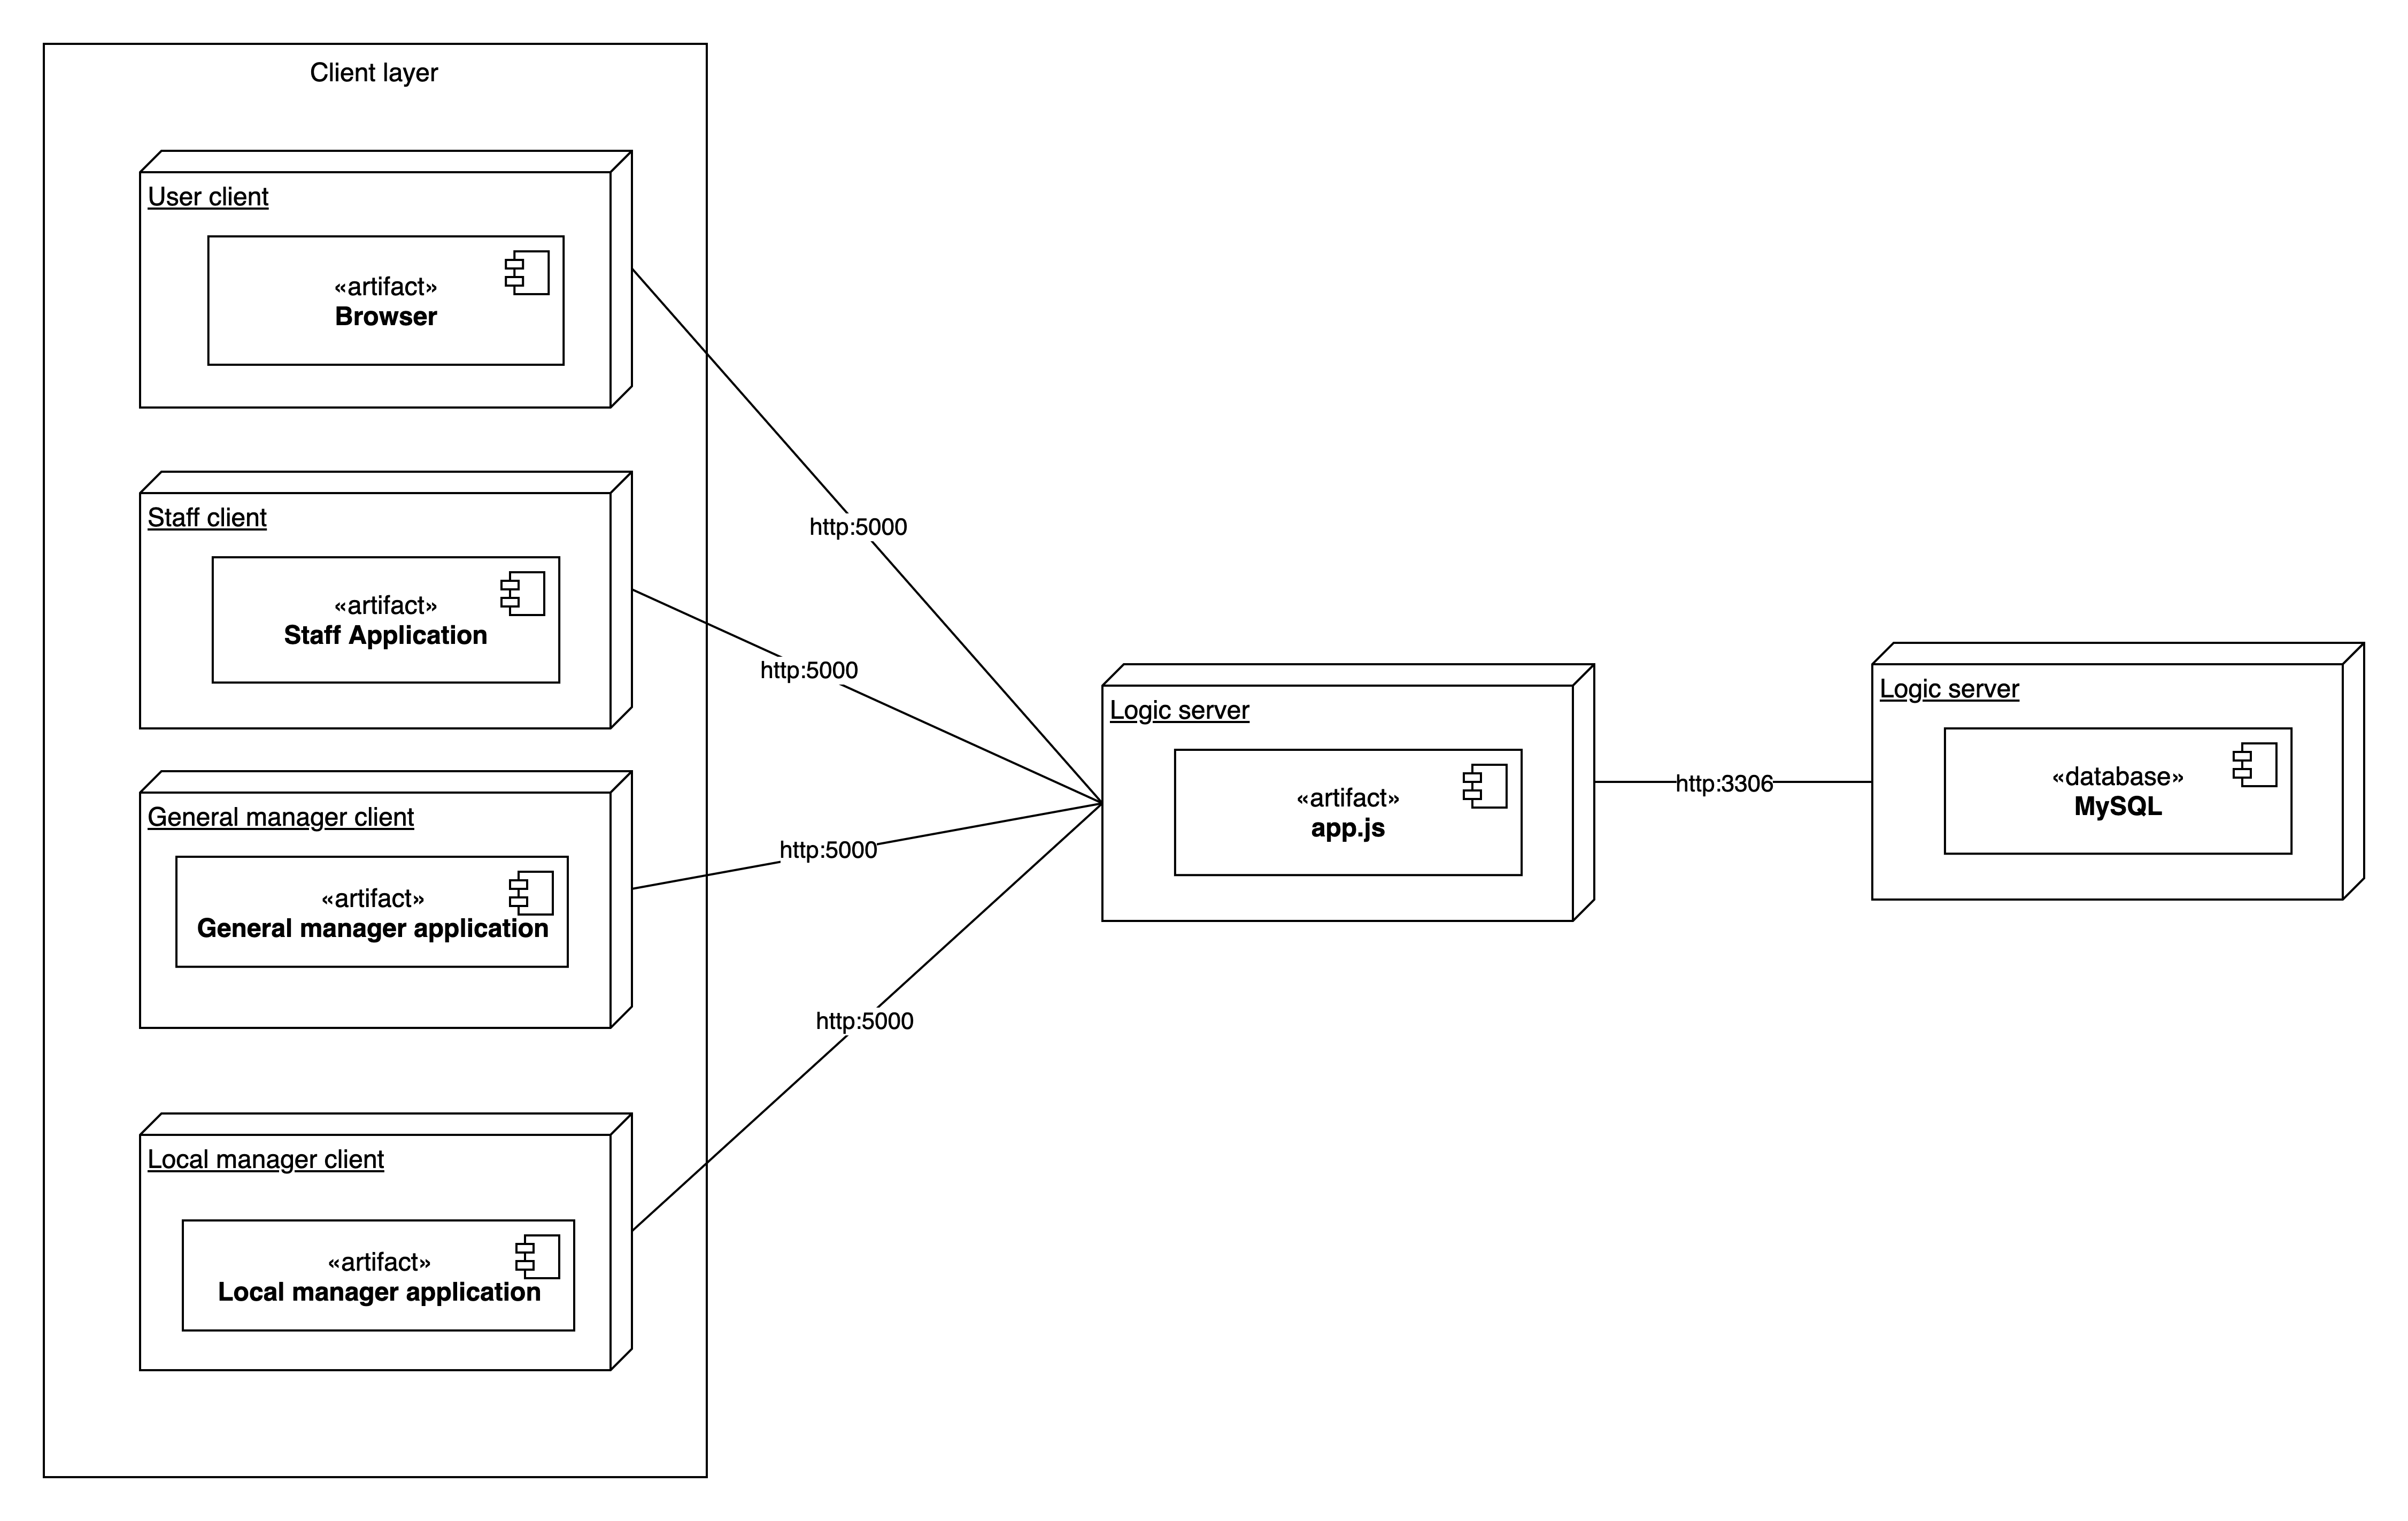 Client layer
User client
«artifact»
Browser
http:5000
Staff client
«artifact»
Staff Application
http:5000
General manager client
«artifact»
General manager application
http:5000
Local manager client
«artifact»
Local manager application
http:5000
Logic server
«artifact»
app.js
http:3306
Logic server
«database»
MySQL